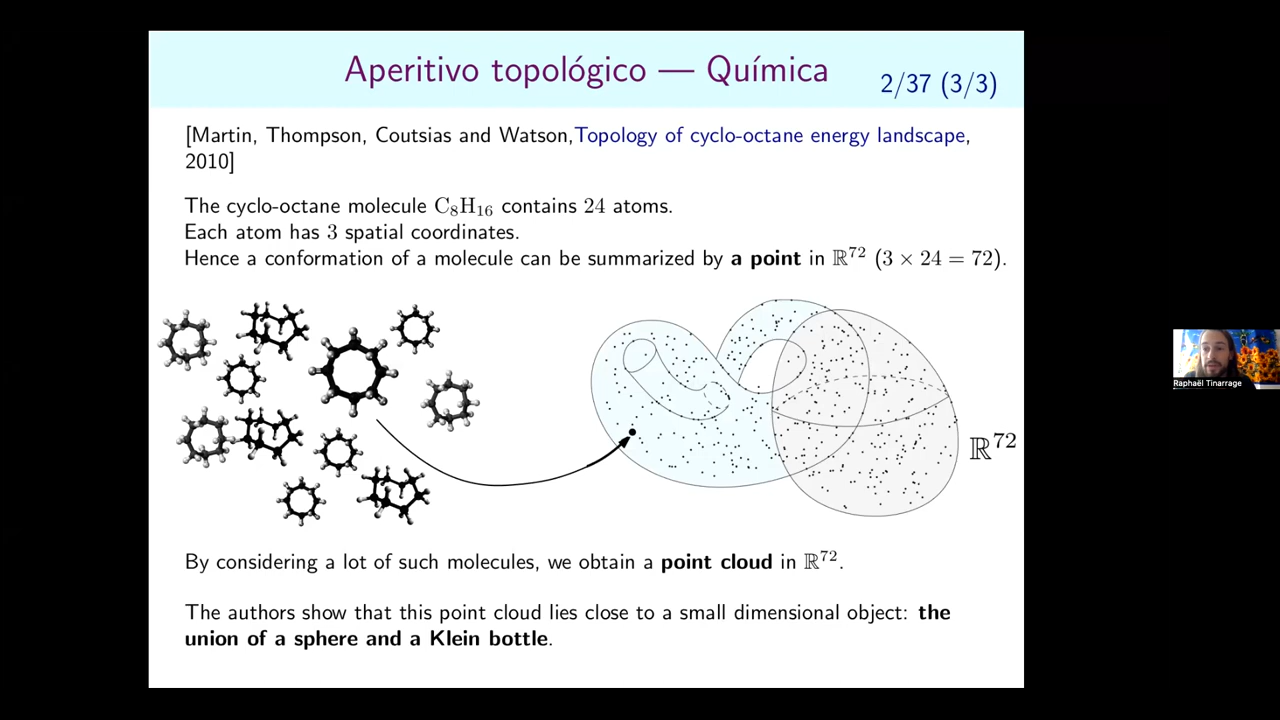 Aperitivo topológico — Química
2/37 (3/3)
[Martin, Thompson, Coutsias and Watson,Topology of cyclo-octane energy landscape,
2010]
The cyclo-octane molecule C₈H₁₆ contains 24 atoms.
Each atom has 3 spatial coordinates.
Hence a conformation of a molecule can be summarized by a point in ℝ⁷² (3 × 24 = 72).
ℝ⁷²
By considering a lot of such molecules, we obtain a point cloud in ℝ⁷².
The authors show that this point cloud lies close to a small dimensional object: the
union of a sphere and a Klein bottle.
Raphaël Tinarrage